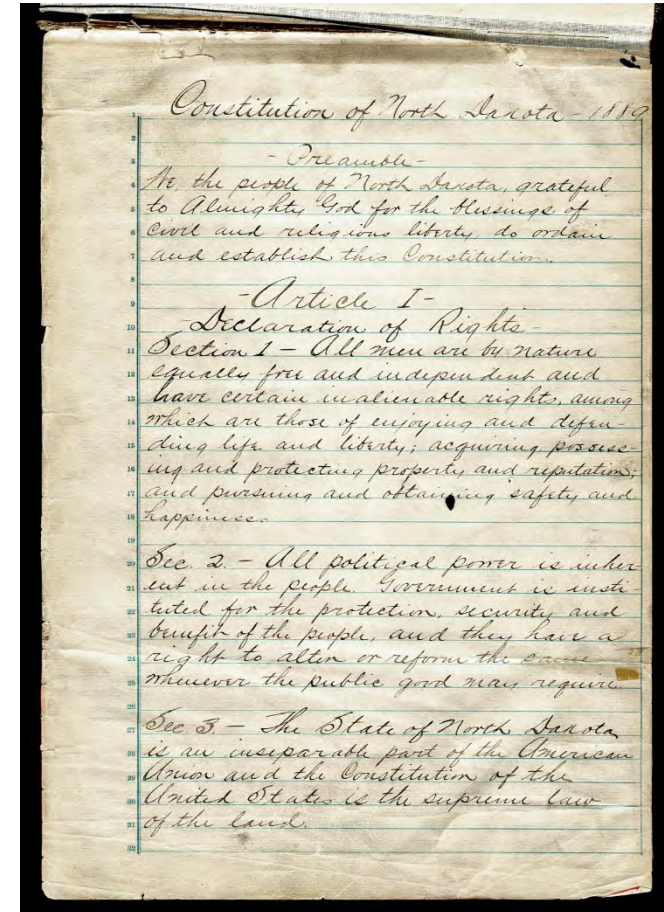 Constitution of North Dakota - 1889
- Preamble -
We, the people of North Dakota, grateful
to Almighty God for the blessings of
civil and religious liberty, do ordain
and establish this Constitution.
- Article I -
- Declaration of Rights -
Section 1 - All men are by nature
equally free and independent and
have certain inalienable rights, among
which are those of enjoying and defen-
ding life and liberty; acquiring, possess-
ing and protecting property and reputation;
and pursuing and obtaining safety and
happiness.
Sec. 2. - All political power is inher
ent in the people. Government is insti-
tuted for the protection, security and
benefit of the people, and they have a
right to alter or reform the same
whenever the public good may require.
Sec. 3. - The State of North Dakota
is an inseparable part of the American
Union and the Constitution of the
United States is the supreme law
of the land.